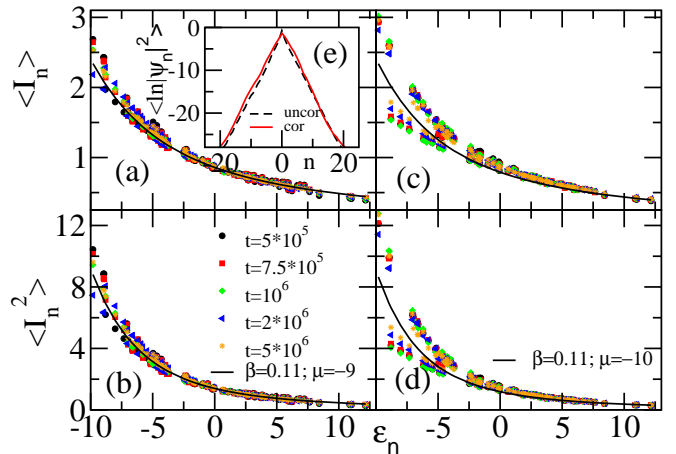 3
2
1
<I_n>
(a)
0
-10
-20
<ln|ψ_n|^2>
(e)
uncor
cor
-20
0
n
20
(c)
12
8
4
0
<I_n^2>
(b)
t=5*10^5
t=7.5*10^5
t=10^6
t=2*10^6
t=5*10^6
β=0.11; μ=-9
(d)
β=0.11; μ=-10
-10
-5
0
5
10
ε_n
-5
0
5
10